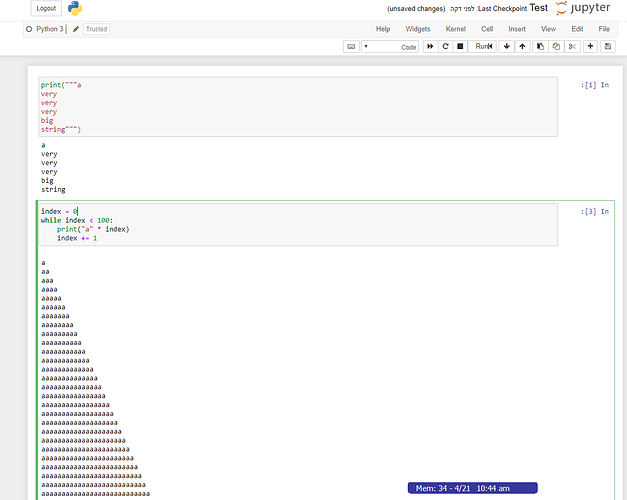 Logout (unsaved changes) לפני דקה Last Checkpoint: Test jupyter
Python 3 Trusted Help Widgets Kernel Cell Insert View Edit File
Code Run
print("""a
very
very
very
big
string""")
:[1] In
a
very
very
very
big
string
index = 0
while index < 100:
    print("a" * index)
    index += 1
:[3] In
a
aa
aaa
aaaa
aaaaa
aaaaaa
aaaaaaa
aaaaaaaa
aaaaaaaaa
aaaaaaaaaa
aaaaaaaaaaa
aaaaaaaaaaaa
aaaaaaaaaaaaa
aaaaaaaaaaaaaa
aaaaaaaaaaaaaaa
aaaaaaaaaaaaaaaa
aaaaaaaaaaaaaaaaa
aaaaaaaaaaaaaaaaaa
aaaaaaaaaaaaaaaaaaa
aaaaaaaaaaaaaaaaaaaa
aaaaaaaaaaaaaaaaaaaaa
aaaaaaaaaaaaaaaaaaaaaa
aaaaaaaaaaaaaaaaaaaaaaa
aaaaaaaaaaaaaaaaaaaaaaaa
aaaaaaaaaaaaaaaaaaaaaaaaa
aaaaaaaaaaaaaaaaaaaaaaaaaa
aaaaaaaaaaaaaaaaaaaaaaaaaaa
Mem: 34 - 4/21 10:44 am